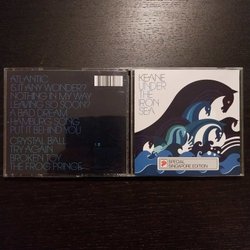 ATLANTIC
IS IT ANY WONDER?
NOTHING IN MY WAY
LEAVING SO SOON?
A BAD DREAM
HAMBURG SONG
PUT IT BEHIND YOU
CRYSTAL BALL
TRY AGAIN
BROKEN TOY
THE FROG PRINCE
KEANE
UNDER
THE
IRON
SEA
SPECIAL
SINGAPORE EDITION